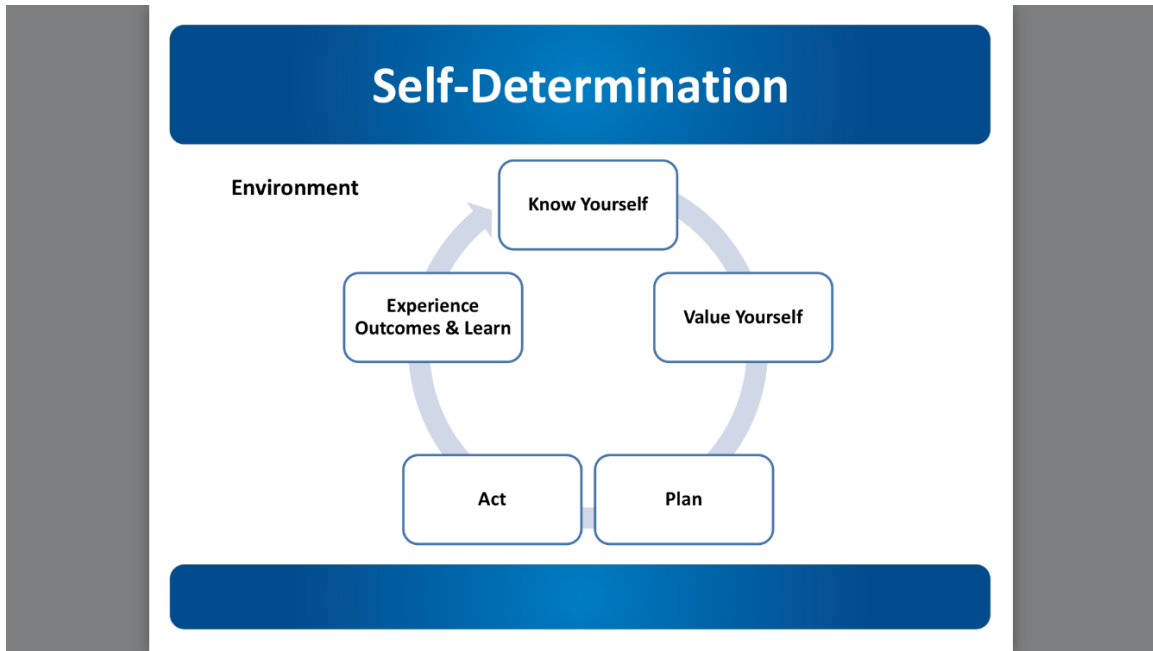 Self-Determination
Environment
Know Yourself
Value Yourself
Plan
Act
Experience
Outcomes & Learn